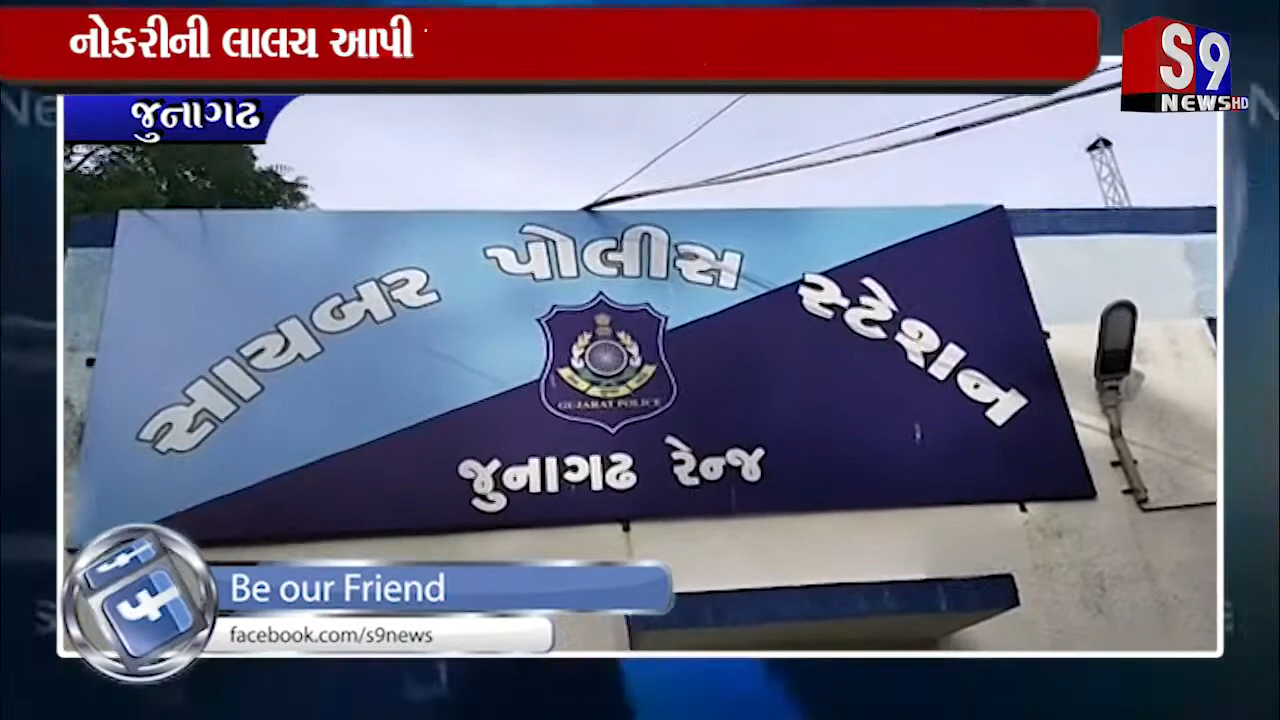 નોકરીની લાલચ આપી
S9
NEWS HD
જુનાગઢ
સાયબર પોલીસ સ્ટેશન
GUJARAT POLICE
જુનાગઢ રેન્જ
Be our Friend
facebook.com/s9news